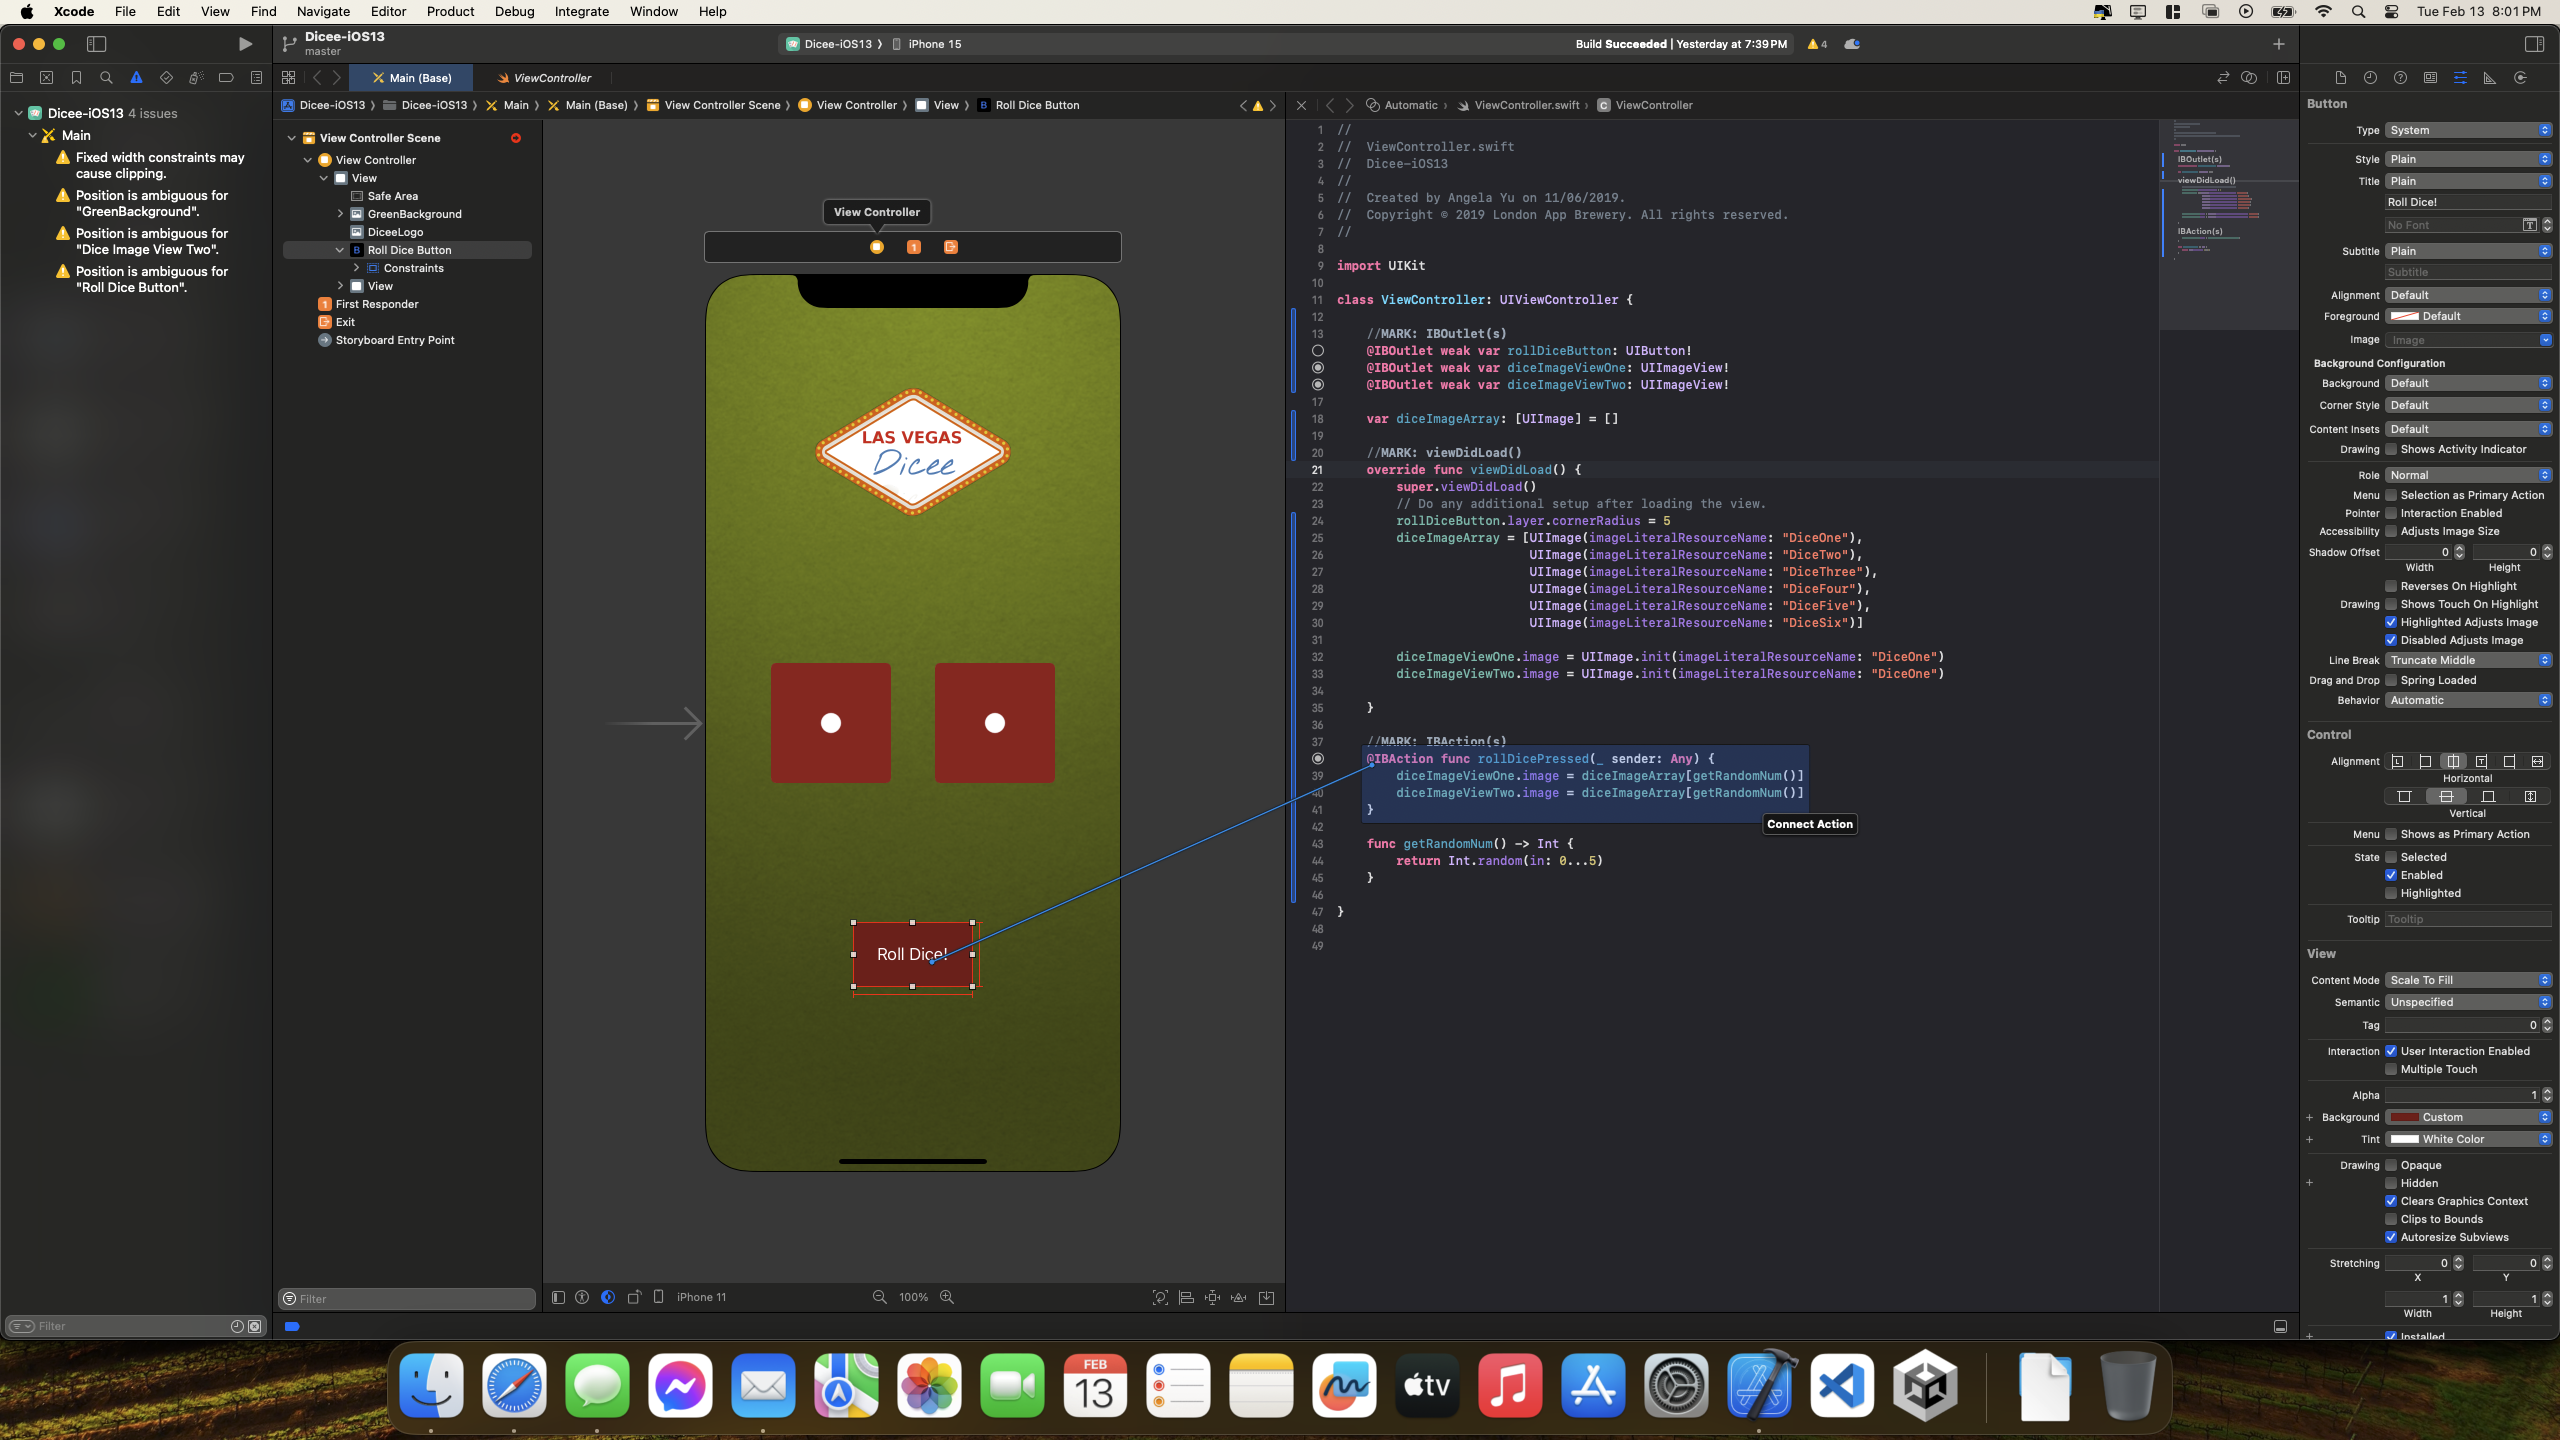 Xcode File Edit View Find Navigate Editor Product Debug Integrate Window Help
Tue Feb 13 8:01 PM
Dicee-iOS13
master
Dicee-iOS13 ⟩ iPhone 15
Build Succeeded | Yesterday at 7:39 PM
4
Main (Base)
ViewController
Dicee-iOS13 4 issues
Main
Fixed width constraints may
cause clipping.
Position is ambiguous for
"GreenBackground".
Position is ambiguous for
"Dice Image View Two".
Position is ambiguous for
"Roll Dice Button".
Filter
Dicee-iOS13 ⟩ Dicee-iOS13 ⟩ Main ⟩ Main (Base) ⟩ View Controller Scene ⟩ View Controller ⟩ View ⟩ B Roll Dice Button
View Controller Scene
View Controller
View
Safe Area
GreenBackground
DiceeLogo
B Roll Dice Button
Constraints
View
1 First Responder
Exit
Storyboard Entry Point
Filter
View Controller
1
LAS VEGAS
Dicee
Roll Dice!
iPhone 11
100%
Automatic ⟩ ViewController.swift ⟩ C ViewController
1 //
2 //  ViewController.swift
3 //  Dicee-iOS13
4 //
5 //  Created by Angela Yu on 11/06/2019.
6 //  Copyright © 2019 London App Brewery. All rights reserved.
7 //
8
9 import UIKit
10
11 class ViewController: UIViewController {
12
13     //MARK: IBOutlet(s)
@IBOutlet weak var rollDiceButton: UIButton!
@IBOutlet weak var diceImageViewOne: UIImageView!
@IBOutlet weak var diceImageViewTwo: UIImageView!
17
18     var diceImageArray: [UIImage] = []
19
20     //MARK: viewDidLoad()
21     override func viewDidLoad() {
22         super.viewDidLoad()
23         // Do any additional setup after loading the view.
24         rollDiceButton.layer.cornerRadius = 5
25         diceImageArray = [UIImage(imageLiteralResourceName: "DiceOne"),
26                           UIImage(imageLiteralResourceName: "DiceTwo"),
27                           UIImage(imageLiteralResourceName: "DiceThree"),
28                           UIImage(imageLiteralResourceName: "DiceFour"),
29                           UIImage(imageLiteralResourceName: "DiceFive"),
30                           UIImage(imageLiteralResourceName: "DiceSix")]
31
32         diceImageViewOne.image = UIImage.init(imageLiteralResourceName: "DiceOne")
33         diceImageViewTwo.image = UIImage.init(imageLiteralResourceName: "DiceOne")
34
35     }
36
37     //MARK: IBAction(s)
@IBAction func rollDicePressed(_ sender: Any) {
39         diceImageViewOne.image = diceImageArray[getRandomNum()]
40         diceImageViewTwo.image = diceImageArray[getRandomNum()]
41     }
Connect Action
42
43     func getRandomNum() -> Int {
44         return Int.random(in: 0...5)
45     }
46
47 }
48
49
IBOutlet(s)
viewDidLoad()
IBAction(s)
Button
Type System
Style Plain
Title Plain
Roll Dice!
No Font T
Subtitle Plain
Subtitle
Alignment Default
Foreground Default
Image Image
Background Configuration
Background Default
Corner Style Default
Content Insets Default
Drawing Shows Activity Indicator
Role Normal
Menu Selection as Primary Action
Pointer Interaction Enabled
Accessibility Adjusts Image Size
Shadow Offset 0 0
Width Height
Reverses On Highlight
Drawing Shows Touch On Highlight
Highlighted Adjusts Image
Disabled Adjusts Image
Line Break Truncate Middle
Drag and Drop Spring Loaded
Behavior Automatic
Control
Alignment
Horizontal
Vertical
Menu Shows as Primary Action
State Selected
Enabled
Highlighted
Tooltip Tooltip
View
Content Mode Scale To Fill
Semantic Unspecified
Tag 0
Interaction User Interaction Enabled
Multiple Touch
Alpha 1
+ Background Custom
+ Tint White Color
Drawing Opaque
+ Hidden
Clears Graphics Context
Clips to Bounds
Autoresize Subviews
Stretching 0 0
X Y
1 1
Width Height
+ Installed
FEB
13
tv